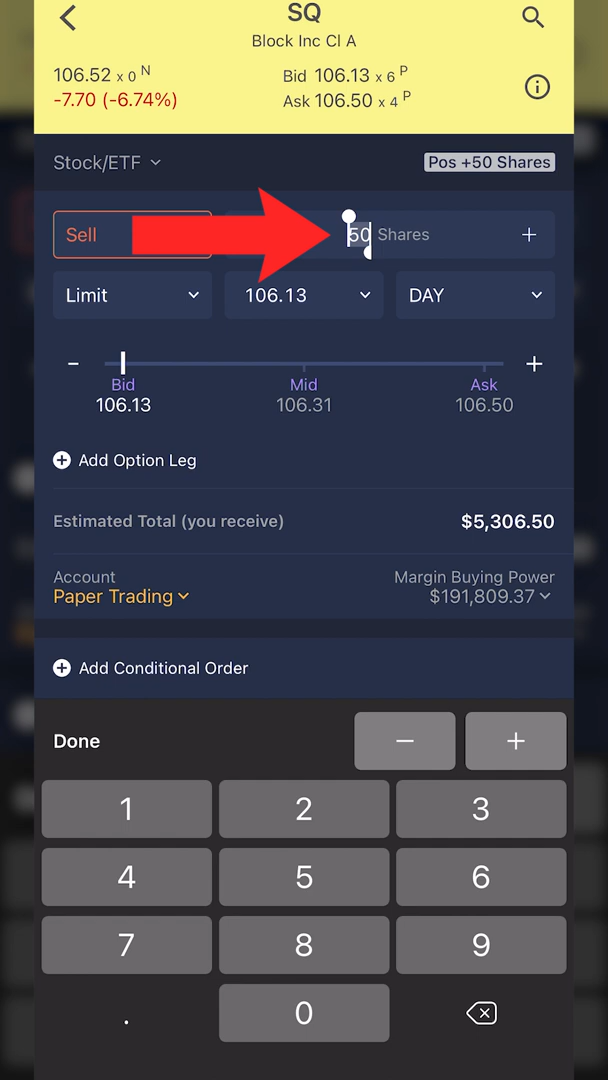 SQ
Block Inc Cl A
106.52 x 0 N
-7.70 (-6.74%)
Bid 106.13 x 6 P
Ask 106.50 x 4 P
Stock/ETF
Pos +50 Shares
Sell
50 Shares +
Limit
106.13
DAY
- +
Bid Mid Ask
106.13 106.31 106.50
+ Add Option Leg
Estimated Total (you receive) $5,306.50
Account Margin Buying Power
Paper Trading $191,809.37
+ Add Conditional Order
Done − +
1 2 3
4 5 6
7 8 9
. 0